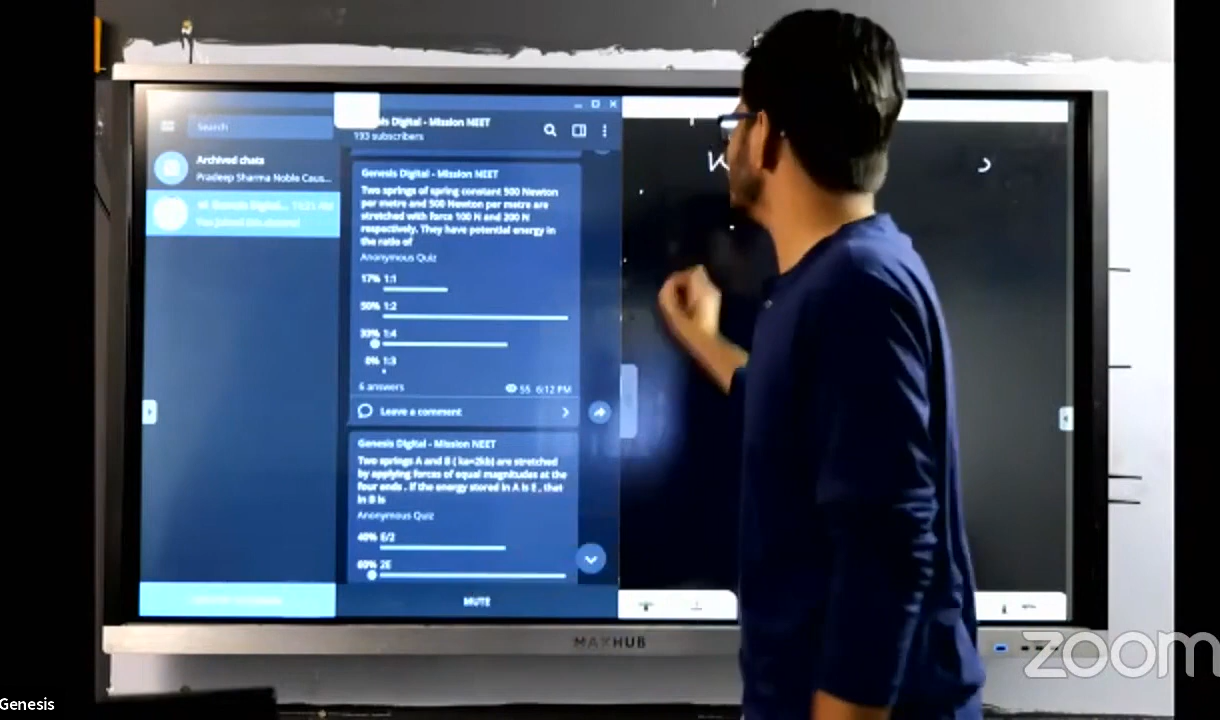 Search
Archived chats
Pradeep Sharma Noble Caus...
Digital - Mission NEET
193 subscribers
Genesis Digital - Mission NEET
Two springs of spring constant 500 Newton
per metre and 500 Newton per metre are
stretched with force 100 N and 200 N
respectively. They have potential energy in
the ratio of
Anonymous Quiz
17% 1:1
50% 1:2
33% 1:4
0% 1:3
6 answers
55 6:12 PM
Leave a comment
Genesis Digital - Mission NEET
Two springs A and B ( ka=2kb) are stretched
by applying forces of equal magnitudes at the
four ends . If the energy stored in A is E , that
in B is
Anonymous Quiz
40% E/2
60% 2E
MUTE
MAXHUB
zoom
Genesis